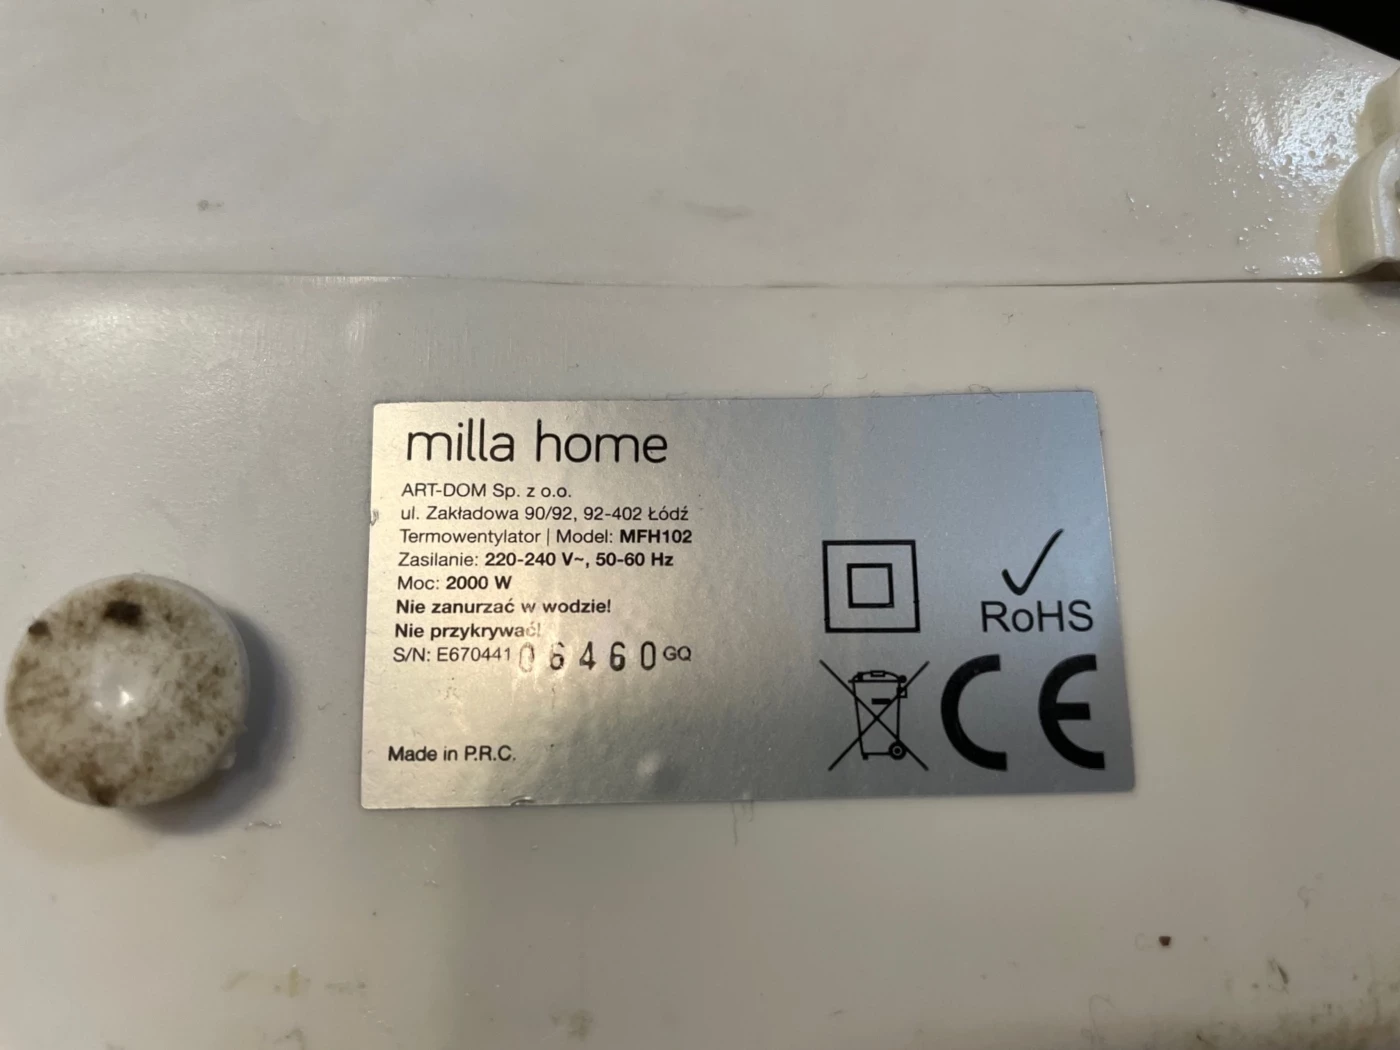 milla home
ART-DOM Sp. z o.o.
ul. Zakładowa 90/92, 92-402 Łódź
Termowentylator | Model: MFH102
Zasilanie: 220-240 V~, 50-60 Hz
Moc: 2000 W
Nie zanurzać w wodzie!
Nie przykrywać!
S/N: E670441 06460 GQ
Made in P.R.C.
RoHS
CE